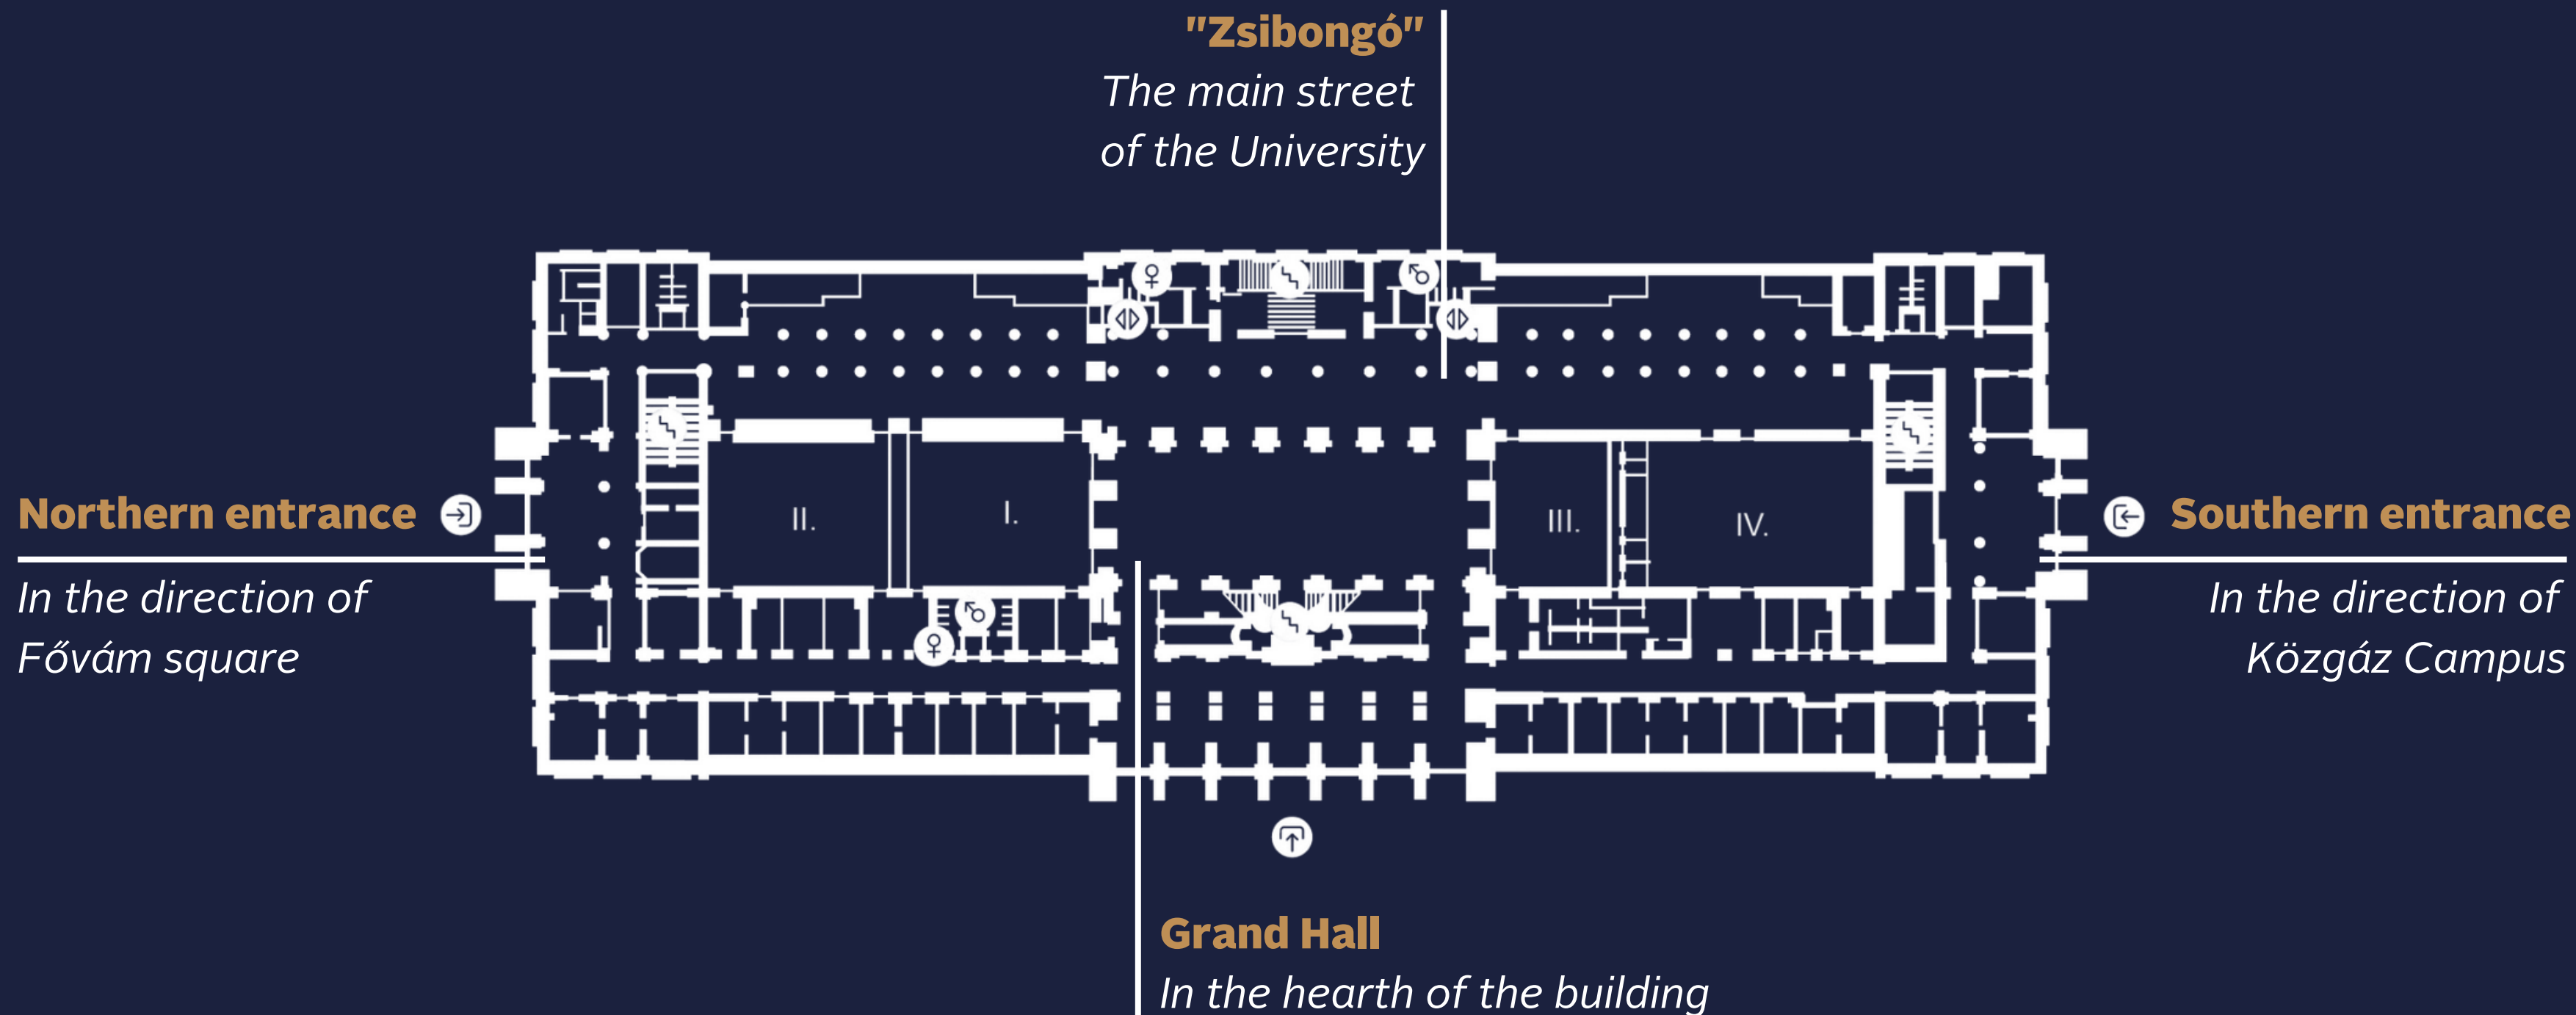 "Zsibongó"
The main street
of the University
Northern entrance
In the direction of
Fővám square
II.
I.
III.
IV.
Southern entrance
In the direction of
Közgáz Campus
Grand Hall
In the hearth of the building